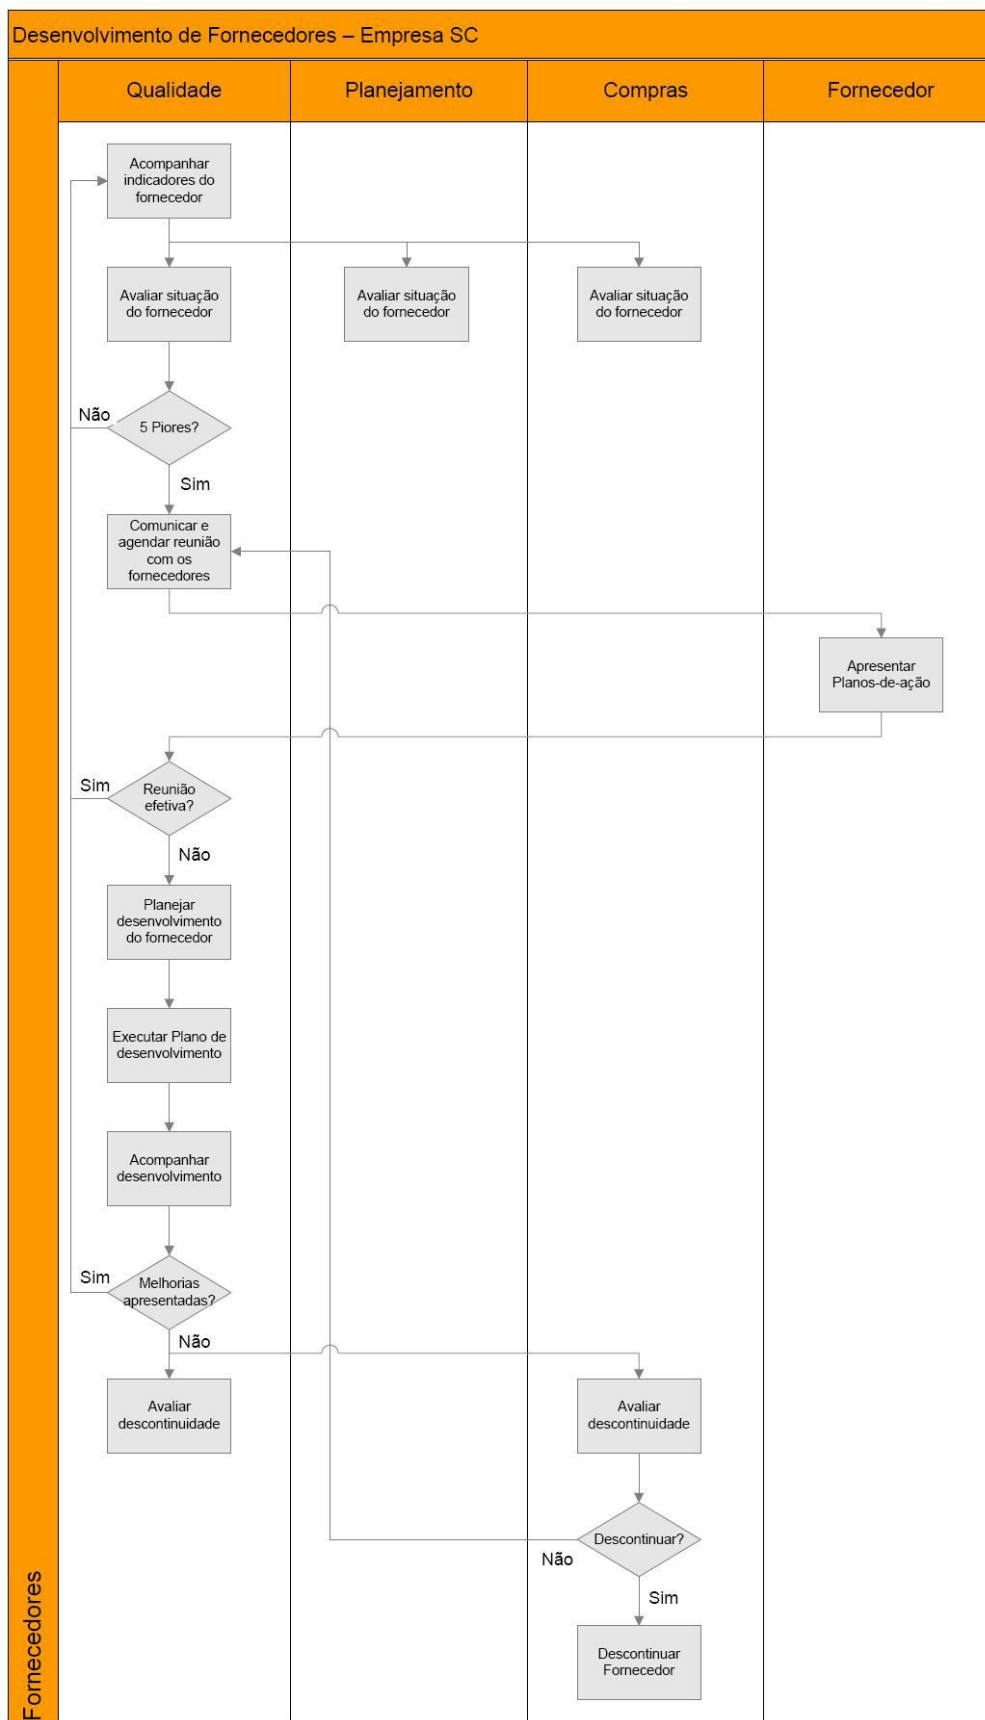 Desenvolvimento de Fornecedores – Empresa SC
Qualidade
Planejamento
Compras
Fornecedor
Acompanhar
indicadores do
fornecedor
Avaliar situação
do fornecedor
Avaliar situação
do fornecedor
Avaliar situação
do fornecedor
Não
5 Piores?
Sim
Comunicar e
agendar reunião
com os
fornecedores
Apresentar
Planos-de-ação
Sim
Reunião
efetiva?
Não
Planejar
desenvolvimento
do fornecedor
Executar Plano de
desenvolvimento
Acompanhar
desenvolvimento
Sim
Melhorias
apresentadas?
Não
Avaliar
descontinuidade
Avaliar
descontinuidade
Descontinuar?
Não
Sim
Descontinuar
Fornecedor
Fornecedores